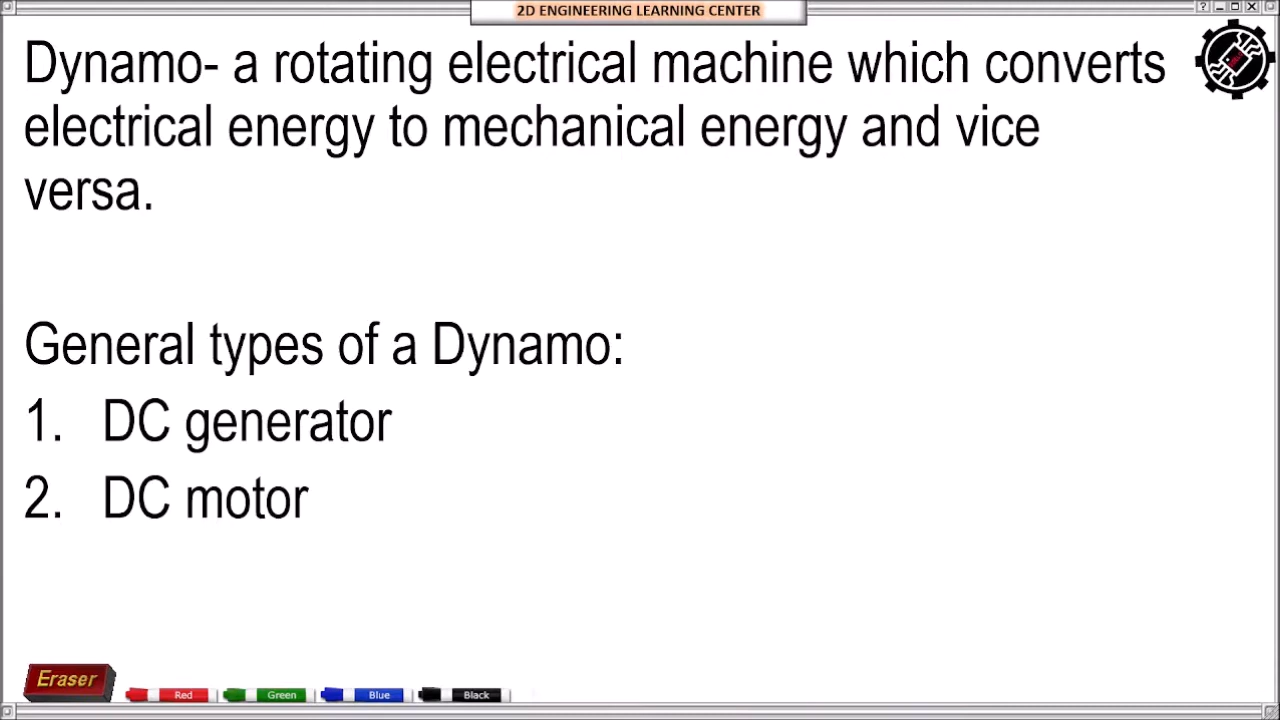 2D ENGINEERING LEARNING CENTER
Dynamo- a rotating electrical machine which converts
electrical energy to mechanical energy and vice
versa.
General types of a Dynamo:
1. DC generator
2. DC motor
Eraser
Red
Green
Blue
Black